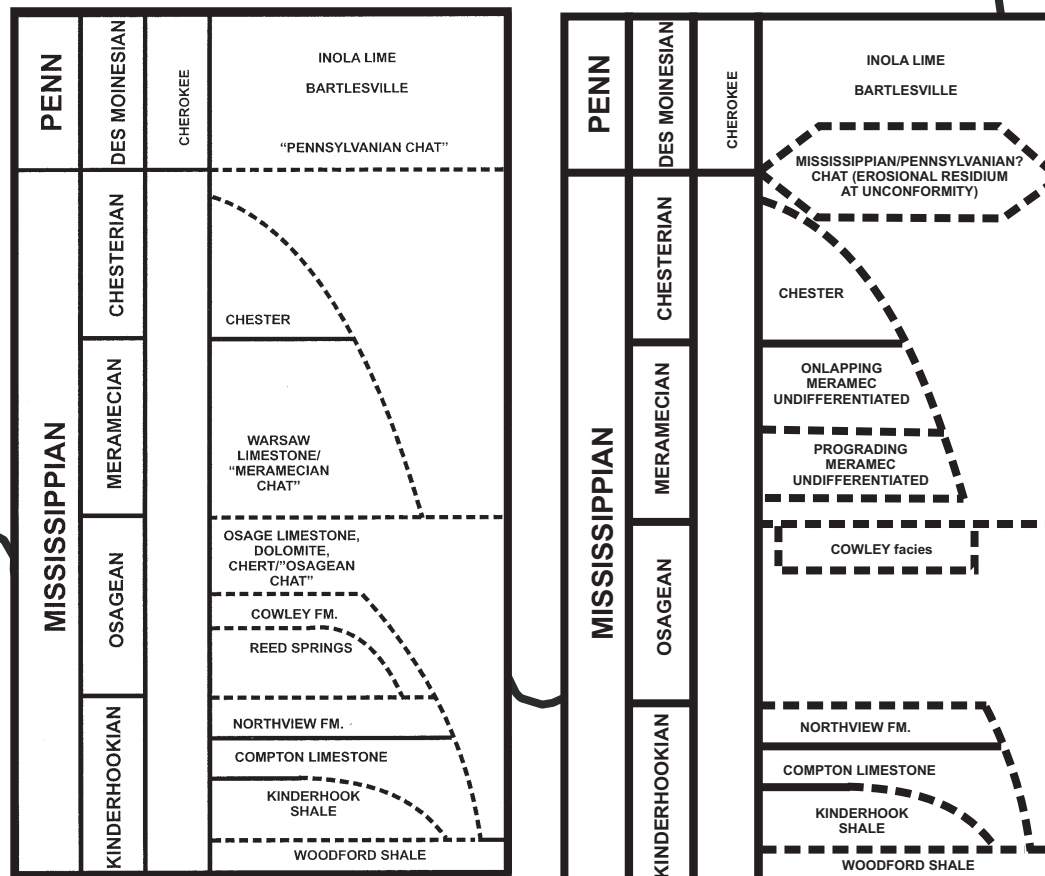 PENN
DES MOINESIAN
CHEROKEE
INOLA LIME
BARTLESVILLE
“PENNSYLVANIAN CHAT”
MISSISSIPPIAN
CHESTERIAN
CHESTER
MERAMECIAN
WARSAW
LIMESTONE/
“MERAMECIAN
CHAT”
OSAGEAN
OSAGE LIMESTONE,
DOLOMITE,
CHERT/”OSAGEAN
CHAT”
COWLEY FM.
REED SPRINGS
KINDERHOOKIAN
NORTHVIEW FM.
COMPTON LIMESTONE
KINDERHOOK
SHALE
WOODFORD SHALE
PENN
DES MOINESIAN
CHEROKEE
INOLA LIME
BARTLESVILLE
MISSISSIPPIAN/PENNSYLVANIAN?
CHAT (EROSIONAL RESIDIUM
AT UNCONFORMITY)
MISSISSIPPIAN
CHESTERIAN
CHESTER
MERAMECIAN
ONLAPPING
MERAMEC
UNDIFFERENTIATED
PROGRADING
MERAMEC
UNDIFFERENTIATED
OSAGEAN
COWLEY facies
KINDERHOOKIAN
NORTHVIEW FM.
COMPTON LIMESTONE
KINDERHOOK
SHALE
WOODFORD SHALE